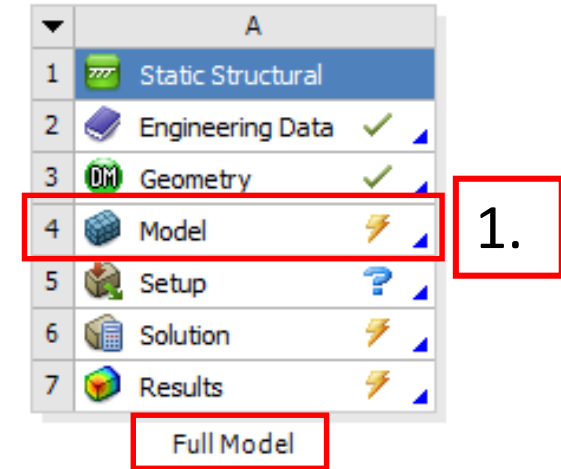 A
1 Static Structural
2 Engineering Data
3 DM Geometry
4 Model
1.
5 Setup ?
6 Solution
7 Results
Full Model